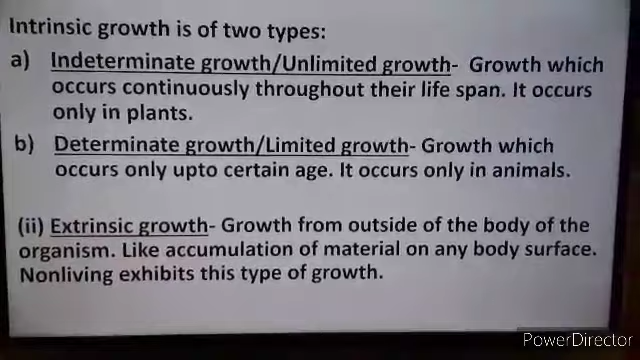 Intrinsic growth is of two types:
a) Indeterminate growth/Unlimited growth- Growth which
occurs continuously throughout their life span. It occurs
only in plants.
b) Determinate growth/Limited growth- Growth which
occurs only upto certain age. It occurs only in animals.
(ii) Extrinsic growth- Growth from outside of the body of the
organism. Like accumulation of material on any body surface.
Nonliving exhibits this type of growth.
PowerDirector